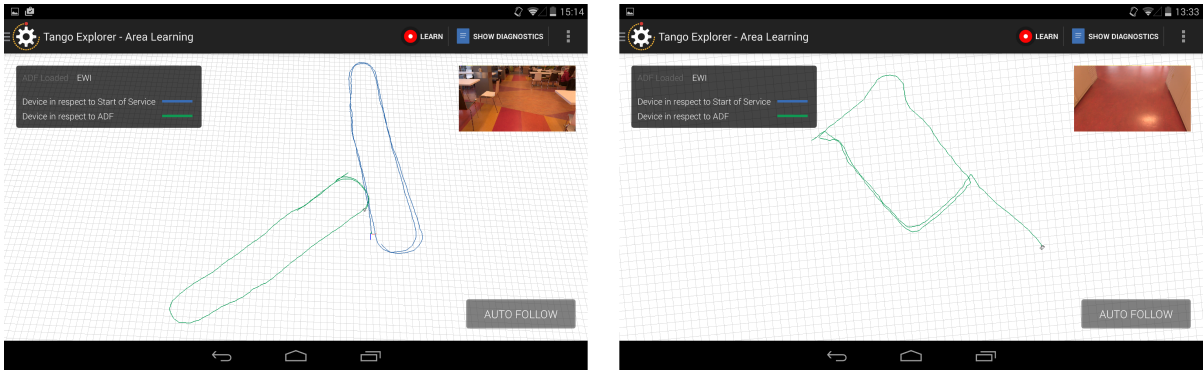 15:14
Tango Explorer - Area Learning
LEARN
SHOW DIAGNOSTICS
ADF Loaded EWI
Device in respect to Start of Service
Device in respect to ADF
AUTO FOLLOW
13:33
Tango Explorer - Area Learning
LEARN
SHOW DIAGNOSTICS
ADF Loaded EWI
Device in respect to Start of Service
Device in respect to ADF
AUTO FOLLOW